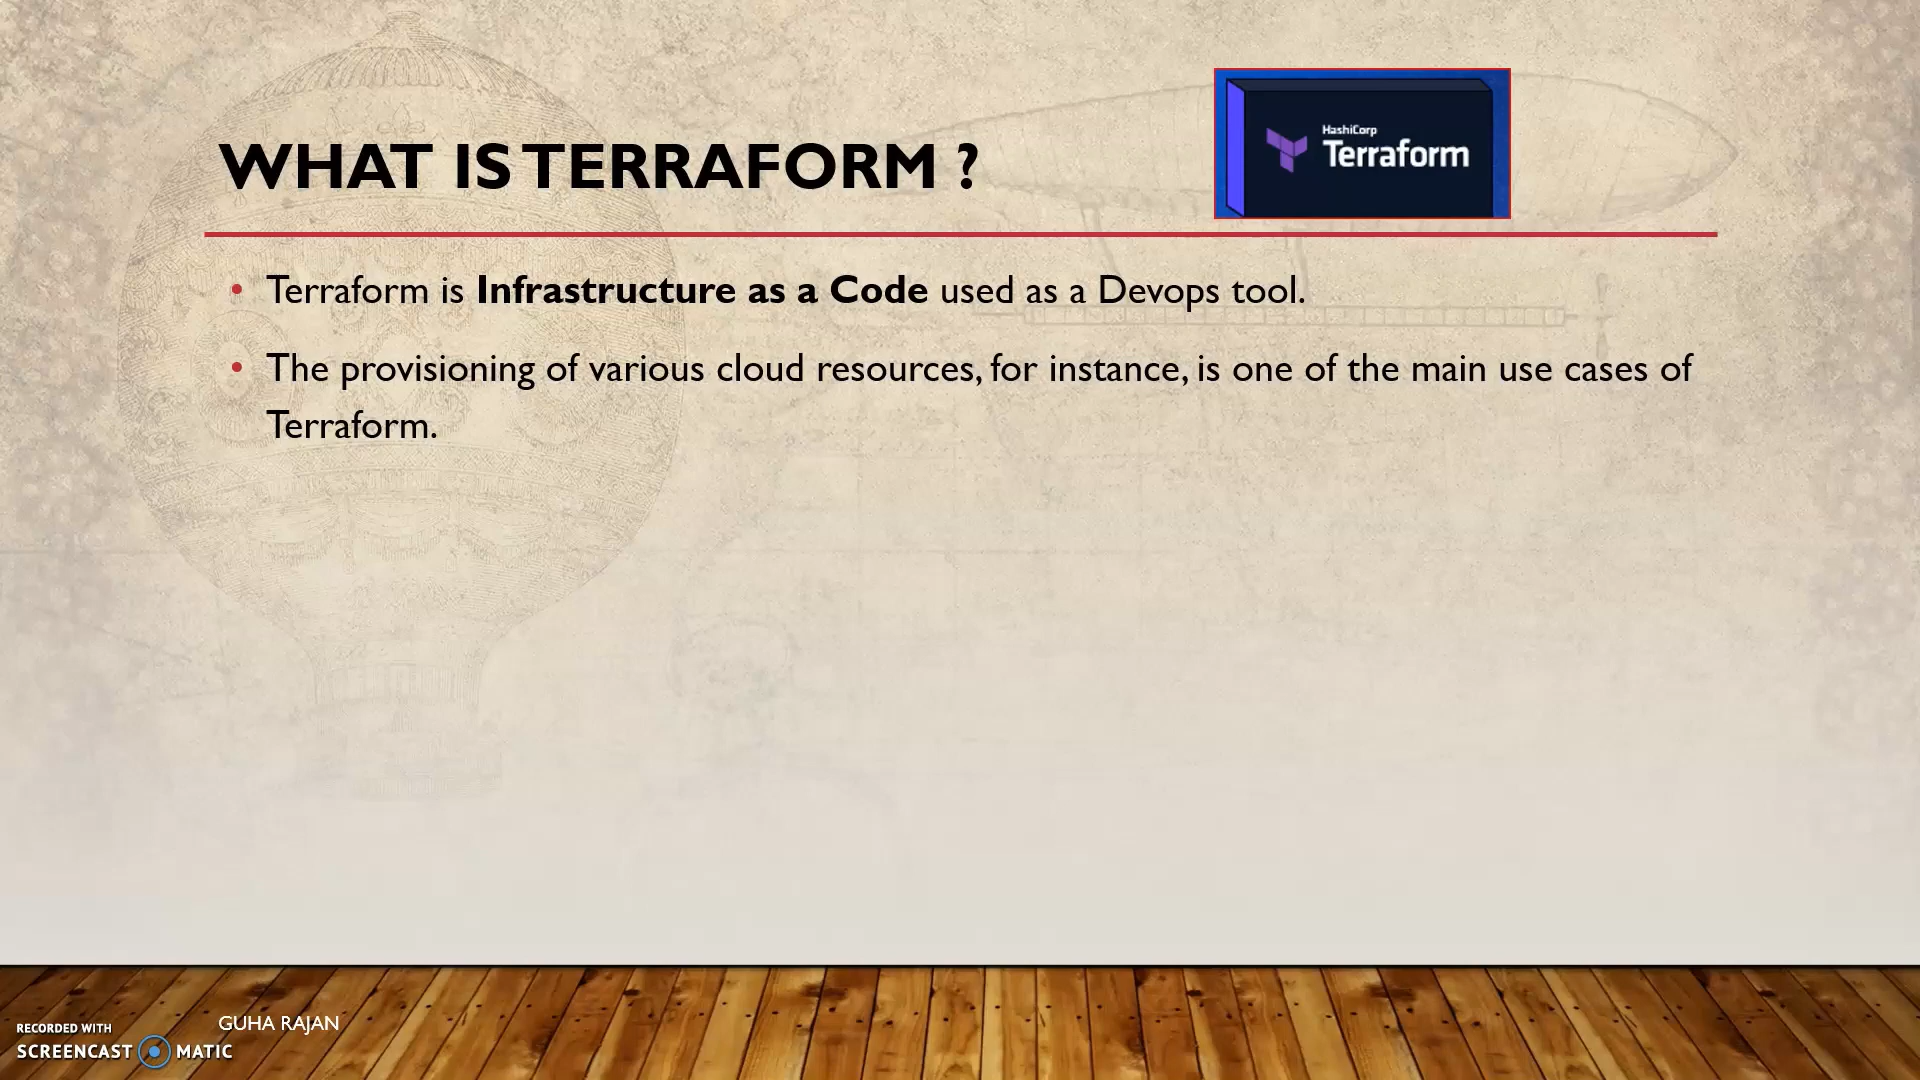 WHAT IS TERRAFORM ?
HashiCorp
Terraform
• Terraform is Infrastructure as a Code used as a Devops tool.
• The provisioning of various cloud resources, for instance, is one of the main use cases of
Terraform.
GUHA RAJAN
RECORDED WITH
SCREENCAST MATIC